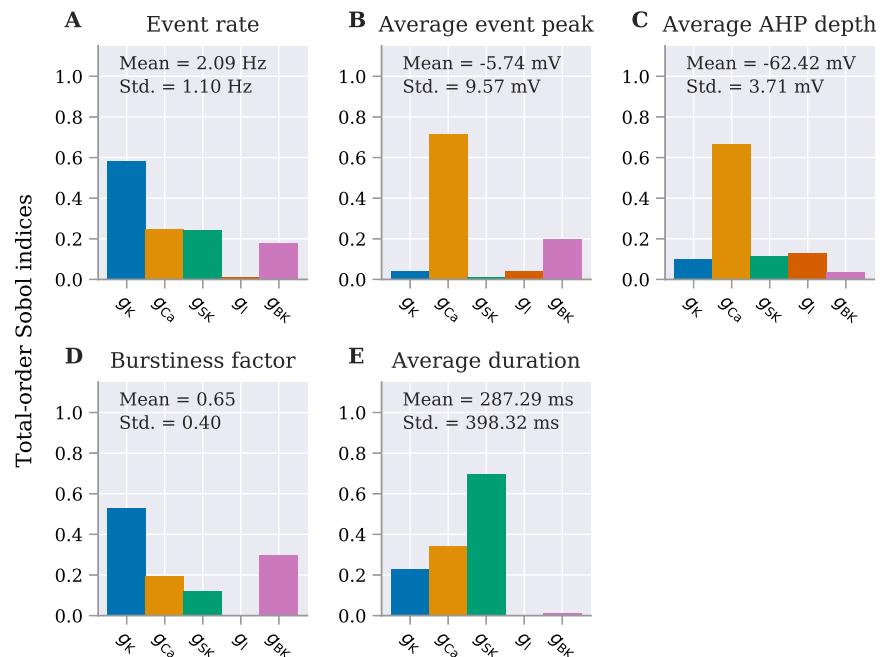 Total-order Sobol indices
A Event rate
Mean = 2.09 Hz
Std. = 1.10 Hz
1.0
0.8
0.6
0.4
0.2
0.0
gK gCa gSK gl gBK
B Average event peak
Mean = -5.74 mV
Std. = 9.57 mV
1.0
0.8
0.6
0.4
0.2
0.0
gK gCa gSK gl gBK
C Average AHP depth
Mean = -62.42 mV
Std. = 3.71 mV
1.0
0.8
0.6
0.4
0.2
0.0
gK gCa gSK gl gBK
D Burstiness factor
Mean = 0.65
Std. = 0.40
1.0
0.8
0.6
0.4
0.2
0.0
gK gCa gSK gl gBK
E Average duration
Mean = 287.29 ms
Std. = 398.32 ms
1.0
0.8
0.6
0.4
0.2
0.0
gK gCa gSK gl gBK